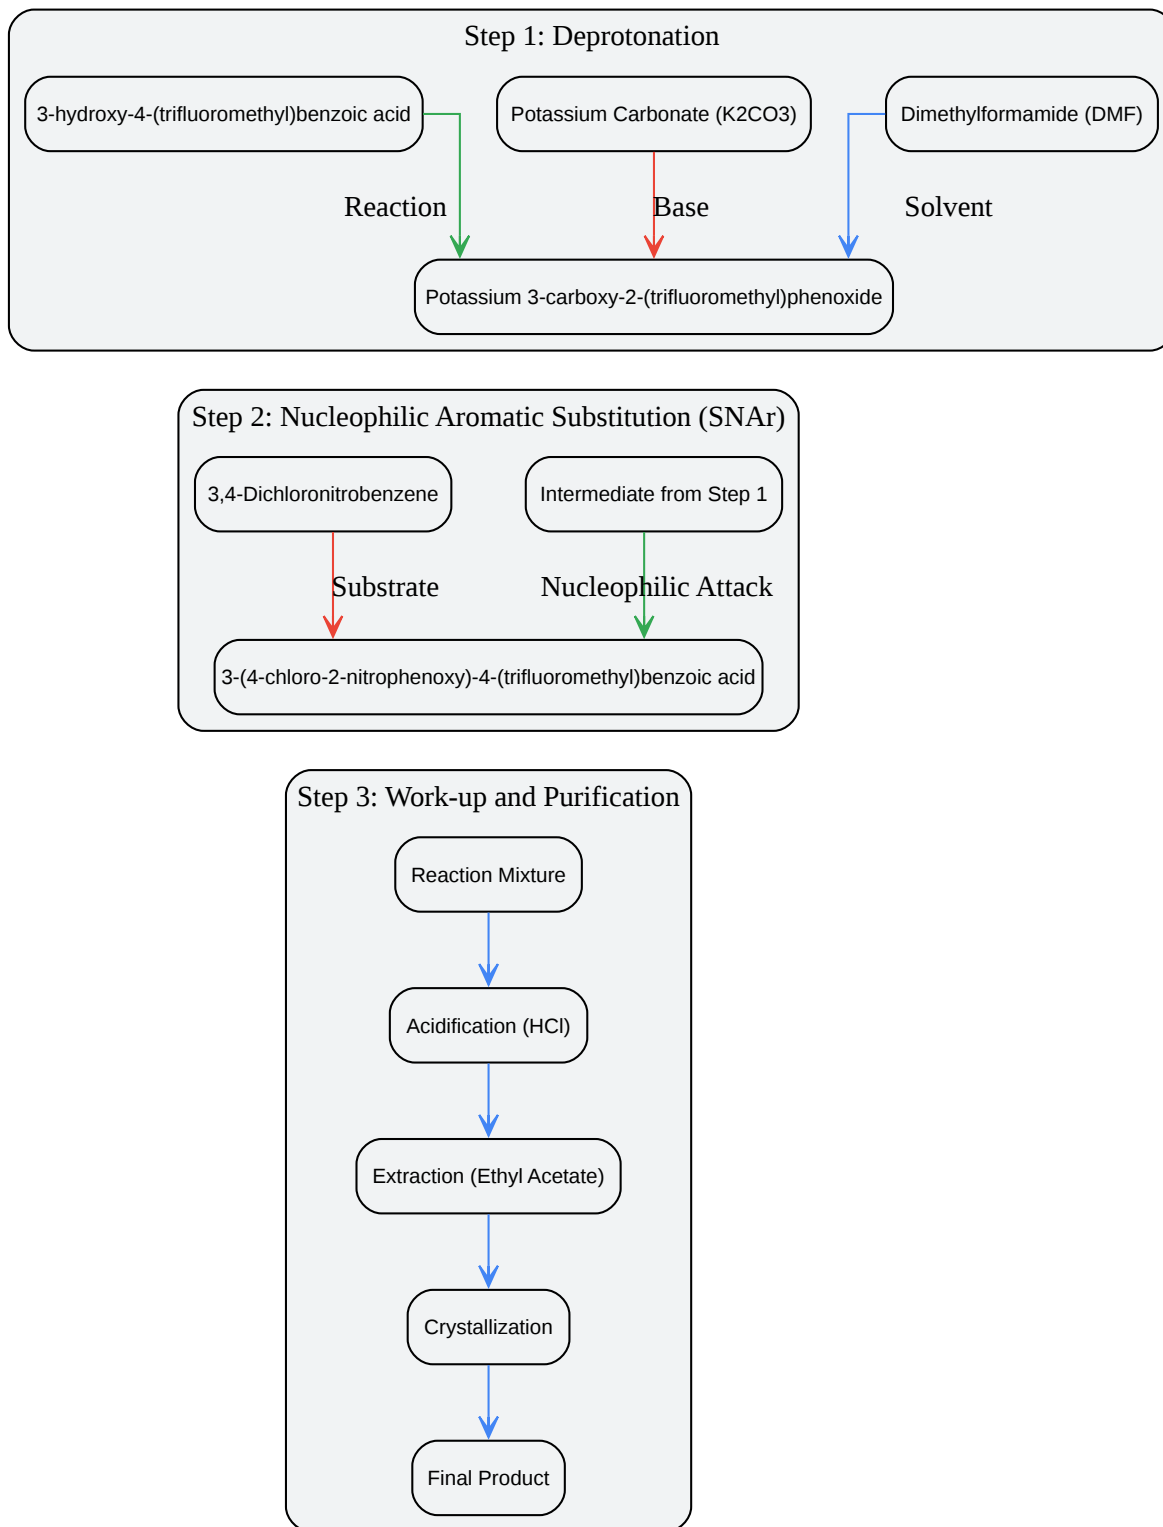 Step 1: Deprotonation
3-hydroxy-4-(trifluoromethyl)benzoic acid
Potassium Carbonate (K2CO3)
Dimethylformamide (DMF)
Reaction
Base
Solvent
Potassium 3-carboxy-2-(trifluoromethyl)phenoxide
Step 2: Nucleophilic Aromatic Substitution (SNAr)
3,4-Dichloronitrobenzene
Intermediate from Step 1
Substrate
Nucleophilic Attack
3-(4-chloro-2-nitrophenoxy)-4-(trifluoromethyl)benzoic acid
Step 3: Work-up and Purification
Reaction Mixture
Acidification (HCl)
Extraction (Ethyl Acetate)
Crystallization
Final Product